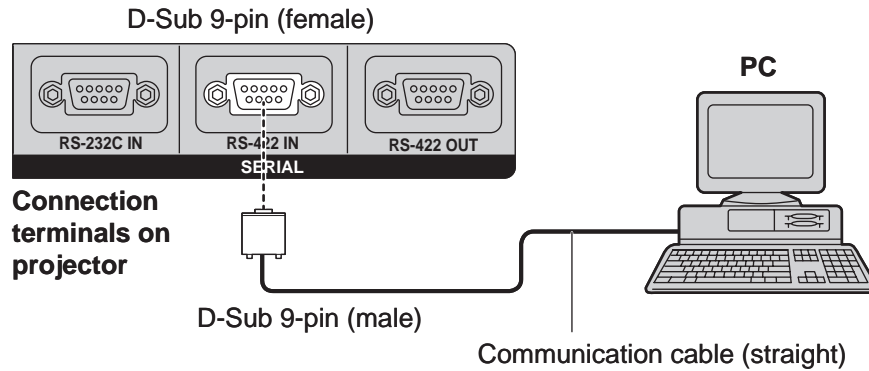 D-Sub 9-pin (female)
PC
RS-232C IN
RS-422 IN
RS-422 OUT
SERIAL
Connection
terminals on
projector
D-Sub 9-pin (male)
Communication cable (straight)